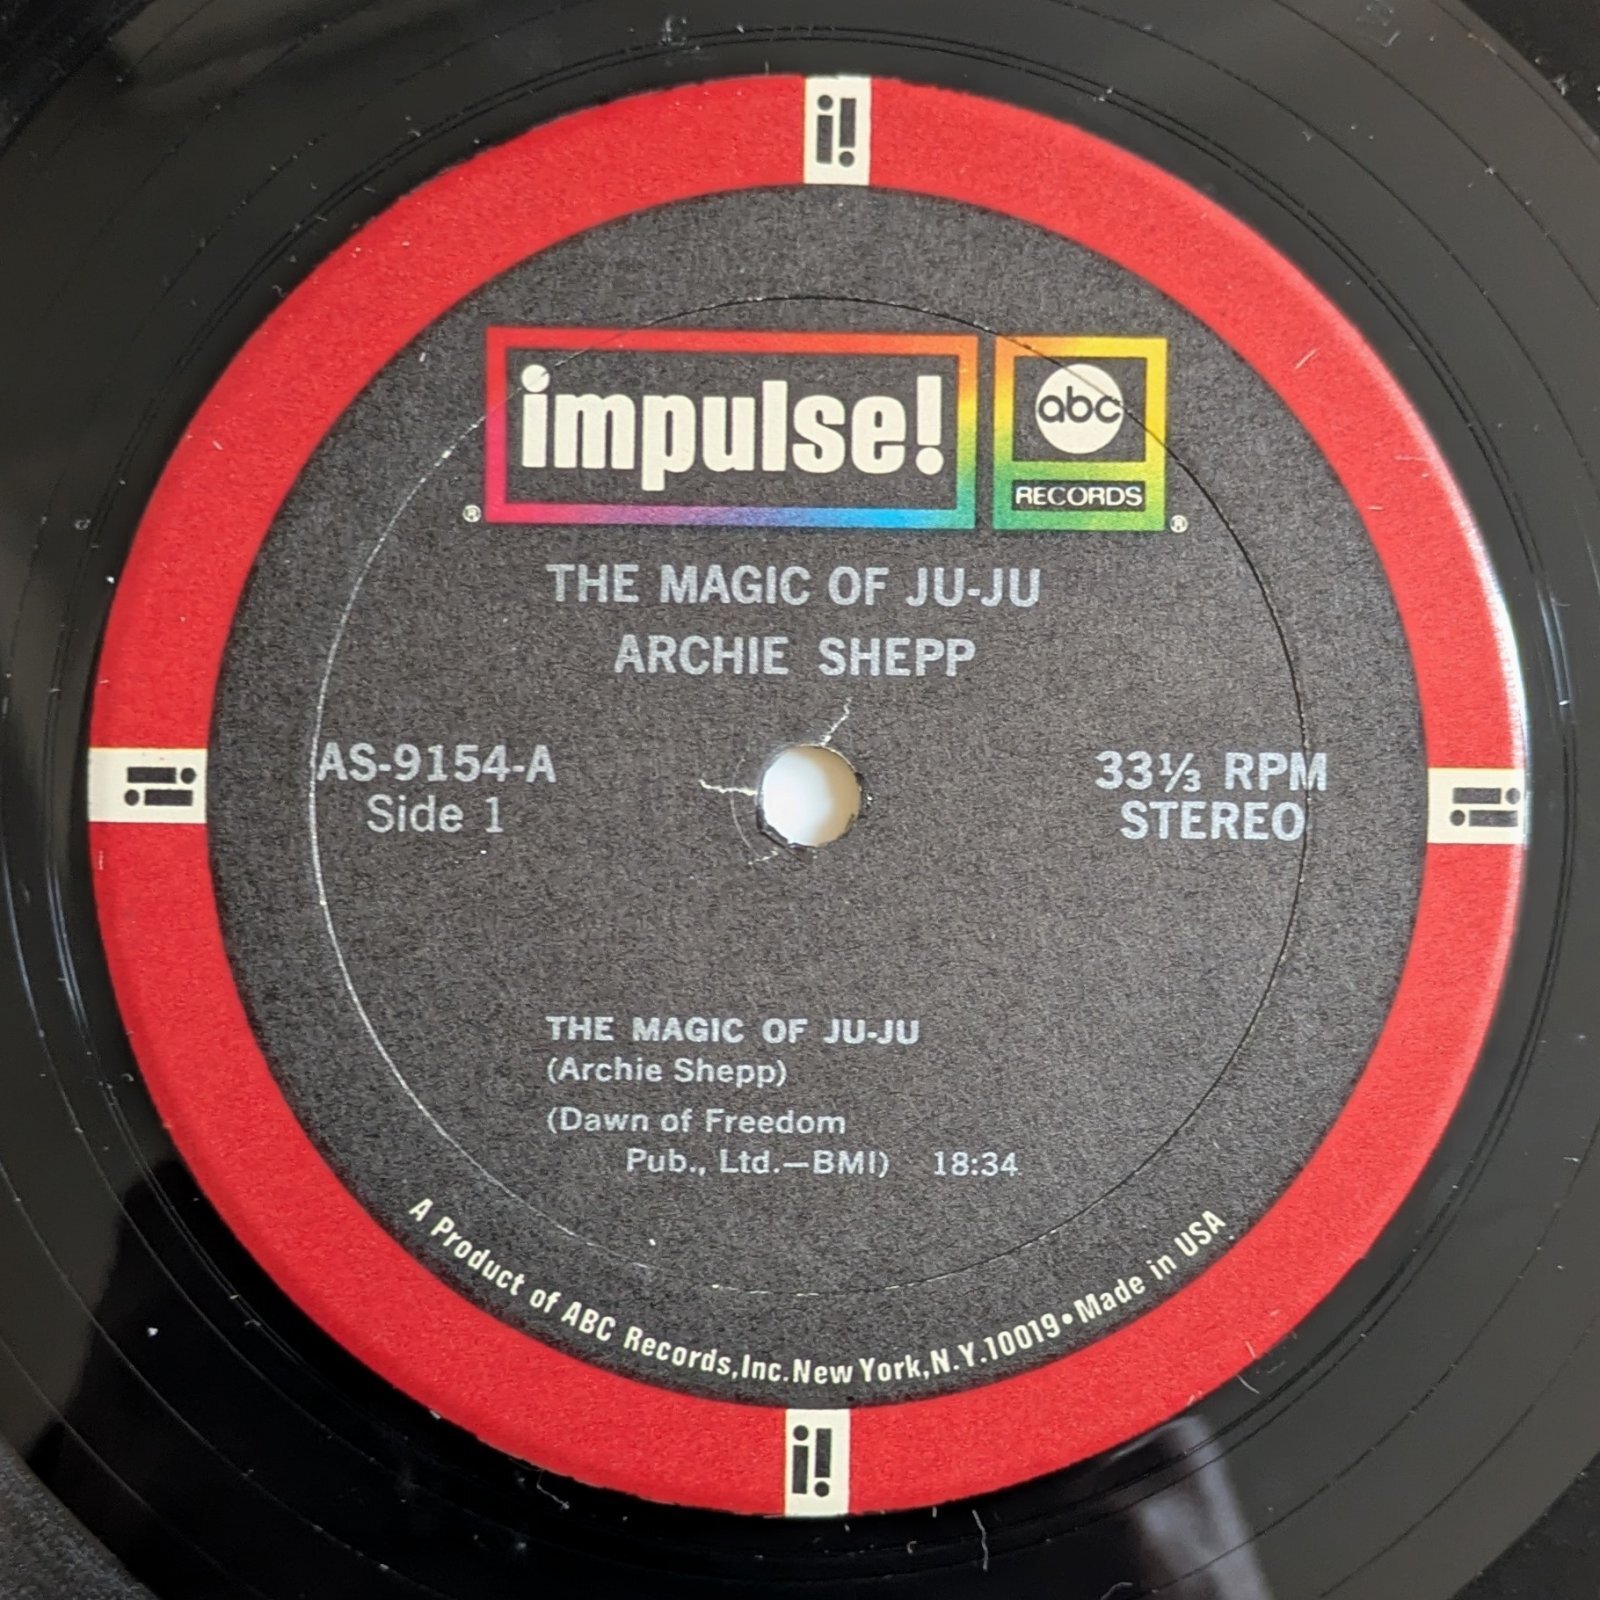 i!
impulse! abc
RECORDS
® ®
THE MAGIC OF JU-JU
ARCHIE SHEPP
AS-9154-A 33⅓ RPM
Side 1 STEREO
i! i!
THE MAGIC OF JU-JU
(Archie Shepp)
(Dawn of Freedom
Pub., Ltd.—BMI) 18:34
A Product of ABC Records, Inc. New York, N.Y. 10019 • Made in USA
i!